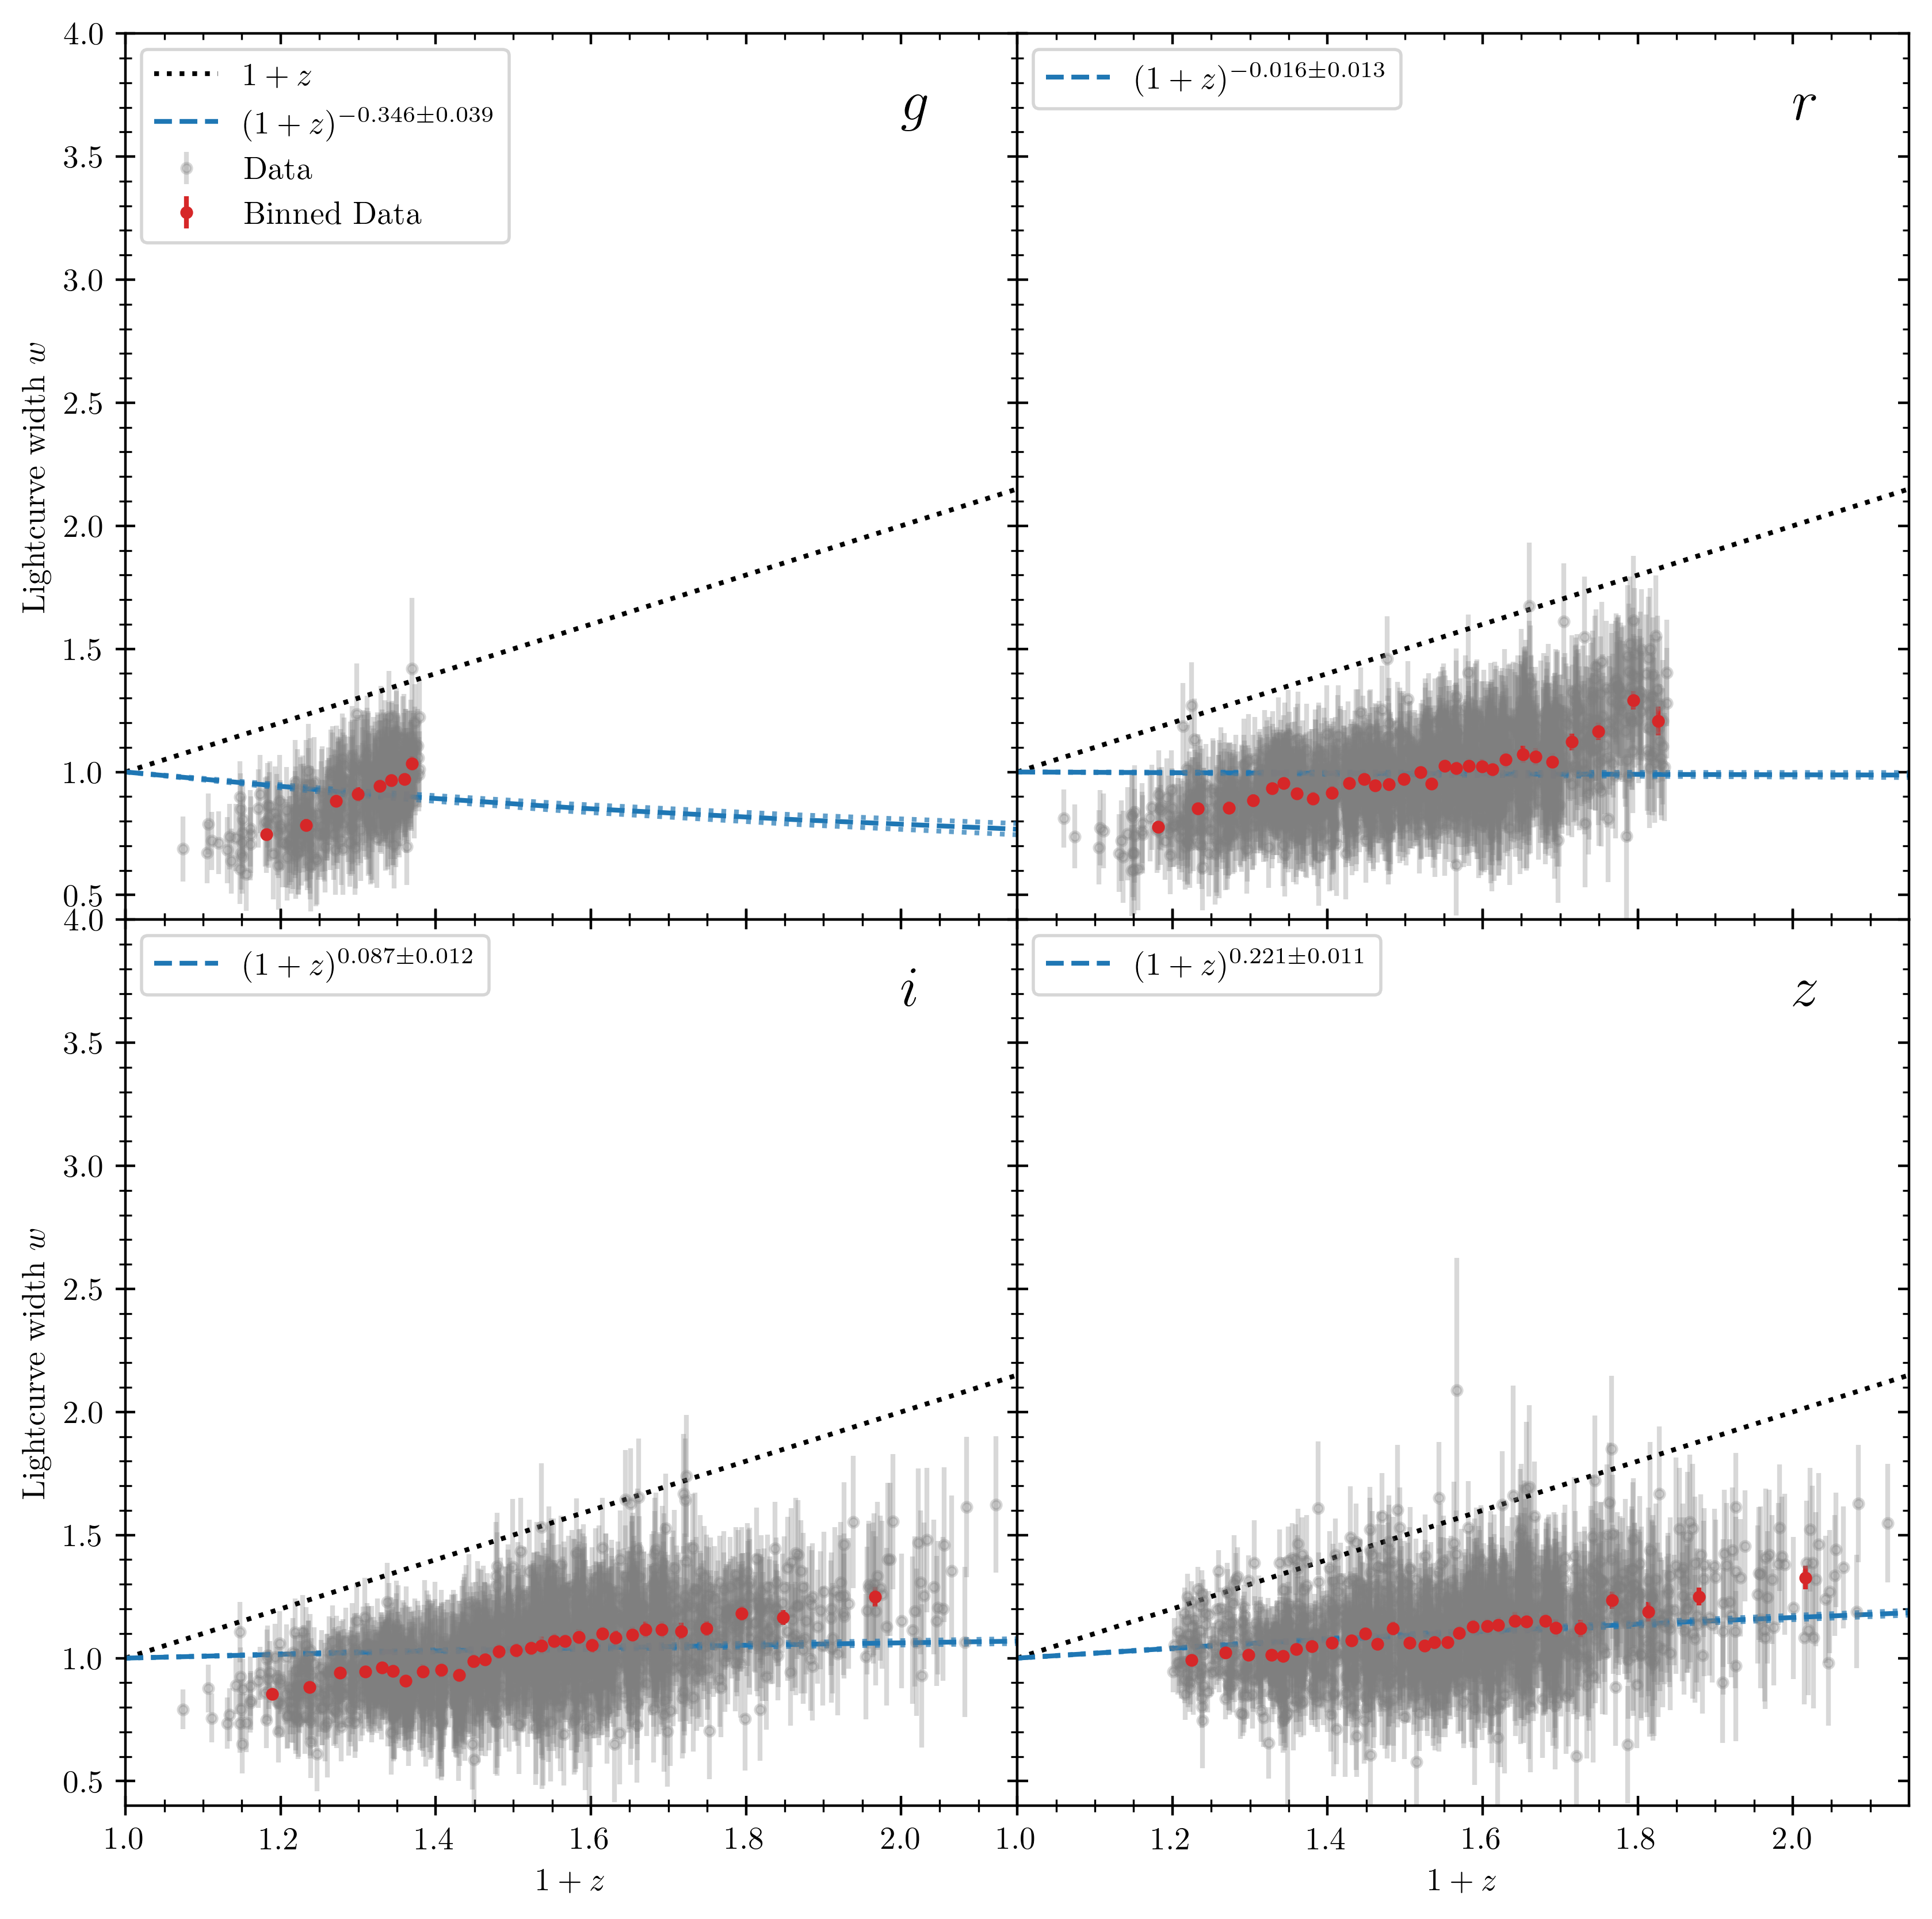 4.0
3.5
3.0
2.5
2.0
1.5
1.0
0.5
Lightcurve width w
1 + z
(1 + z)^{−0.346±0.039}
Data
Binned Data
g
(1 + z)^{−0.016±0.013}
r
4.0
3.5
3.0
2.5
2.0
1.5
1.0
0.5
Lightcurve width w
(1 + z)^{0.087±0.012}
i
(1 + z)^{0.221±0.011}
z
1.0 1.2 1.4 1.6 1.8 2.0 1.0 1.2 1.4 1.6 1.8 2.0
1 + z 1 + z